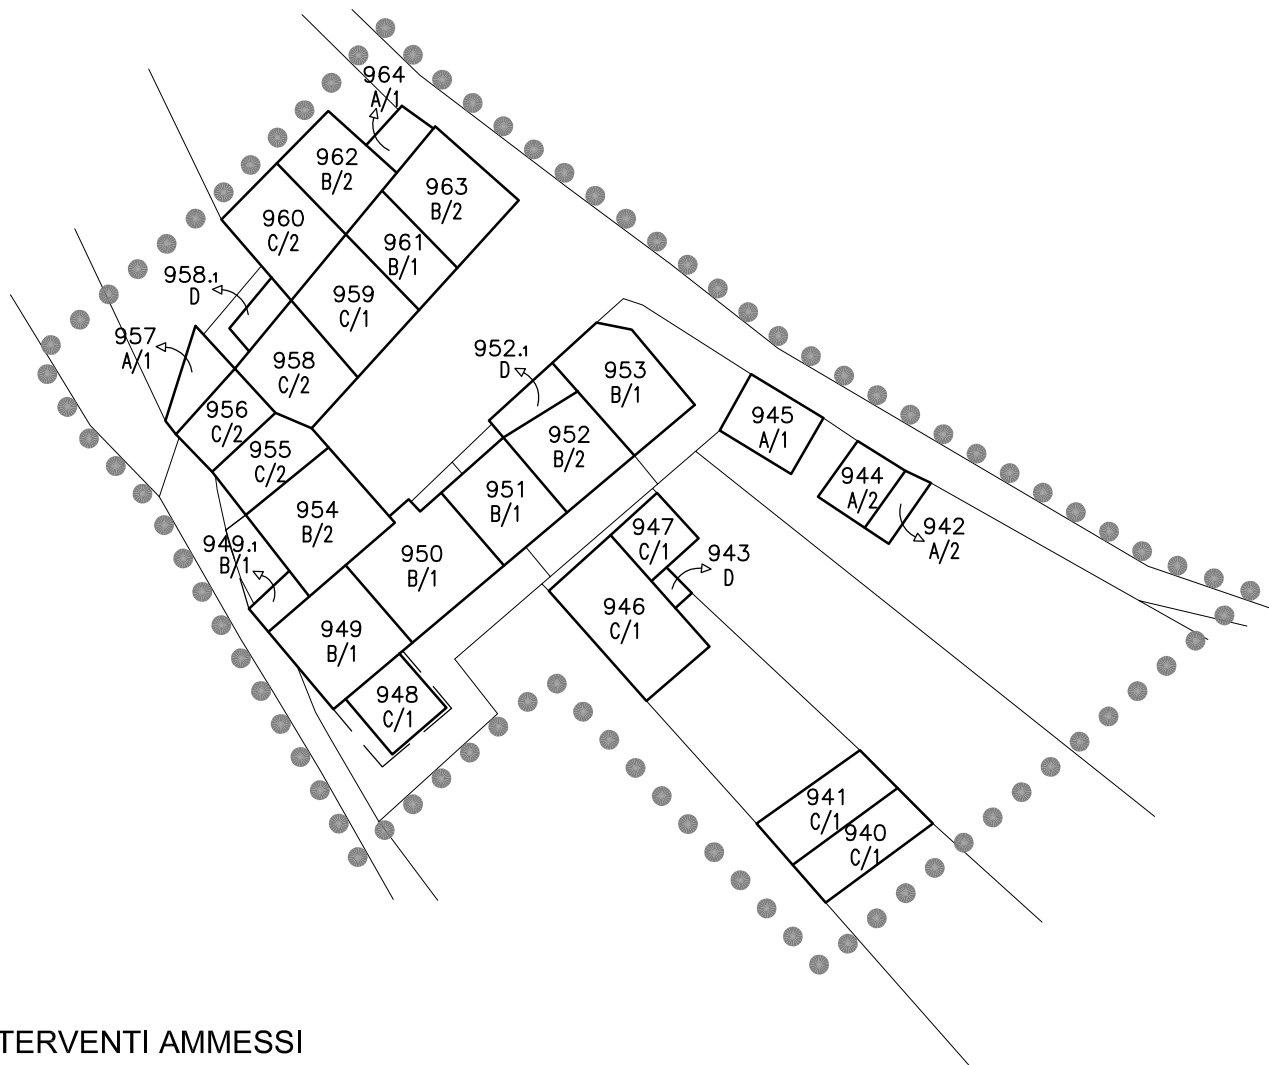 964
A/1
962
B/2
963
B/2
960
C/2
961
B/1
958.1
D
959
C/1
957
A/1
958
C/2
952.1
D
953
B/1
956
C/2
945
A/1
955
C/2
952
B/2
944
A/2
951
B/1
954
B/2
942
A/2
947
C/1
949.1
B/1
950
B/1
943
D
946
C/1
949
B/1
948
C/1
941
C/1
940
C/1
TERVENTI AMMESSI